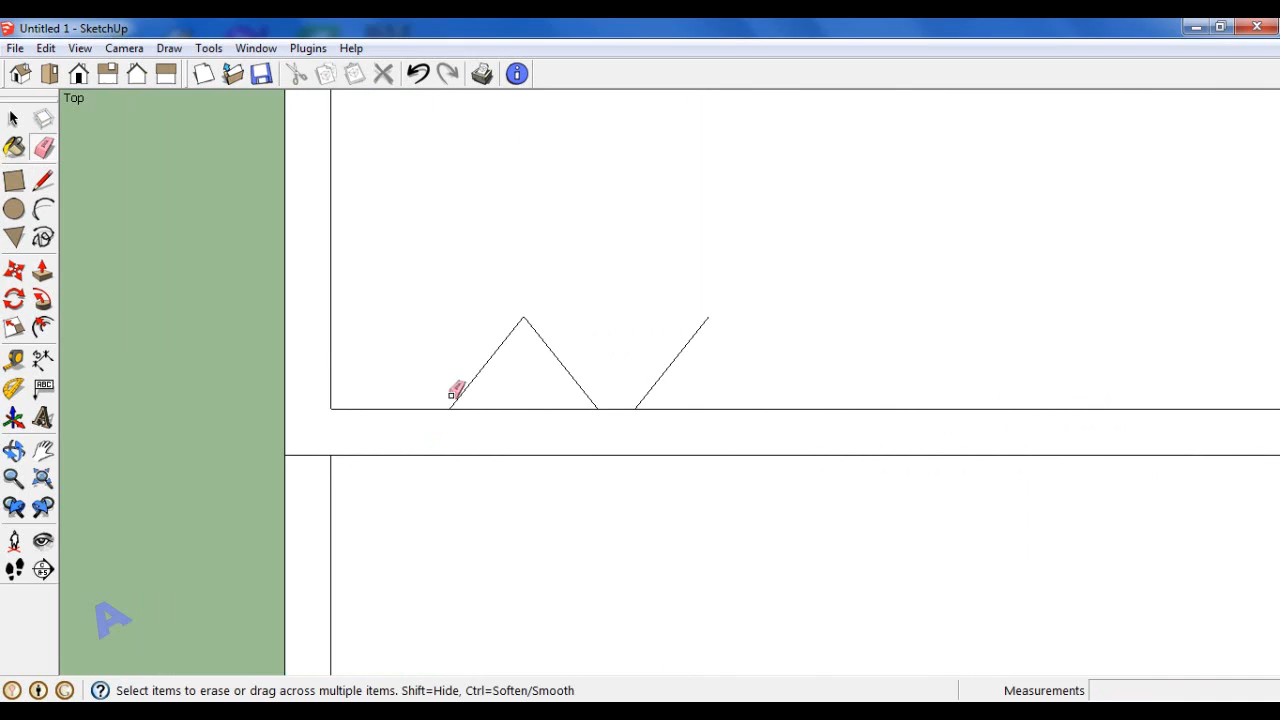 Untitled 1 - SketchUp
File Edit View Camera Draw Tools Window Plugins Help
Top
ABC
A
Select items to erase or drag across multiple items. Shift=Hide, Ctrl=Soften/Smooth
Measurements